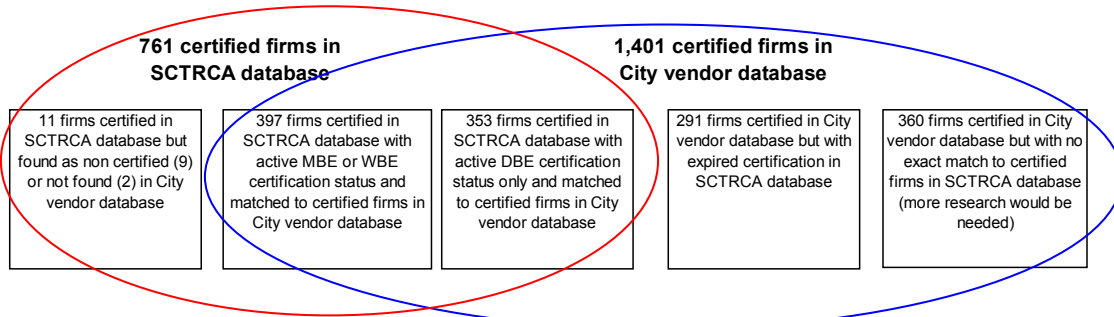 761 certified firms in
SCTRCA database
1,401 certified firms in
City vendor database
11 firms certified in
SCTRCA database but
found as non certified (9)
or not found (2) in City
vendor database
397 firms certified in
SCTRCA database with
active MBE or WBE
certification status and
matched to certified firms in
City vendor database
353 firms certified in
SCTRCA database with
active DBE certification
status only and matched
to certified firms in City
vendor database
291 firms certified in City
vendor database but with
expired certification in
SCTRCA database
360 firms certified in City
vendor database but with no
exact match to certified
firms in SCTRCA database
(more research would be
needed)